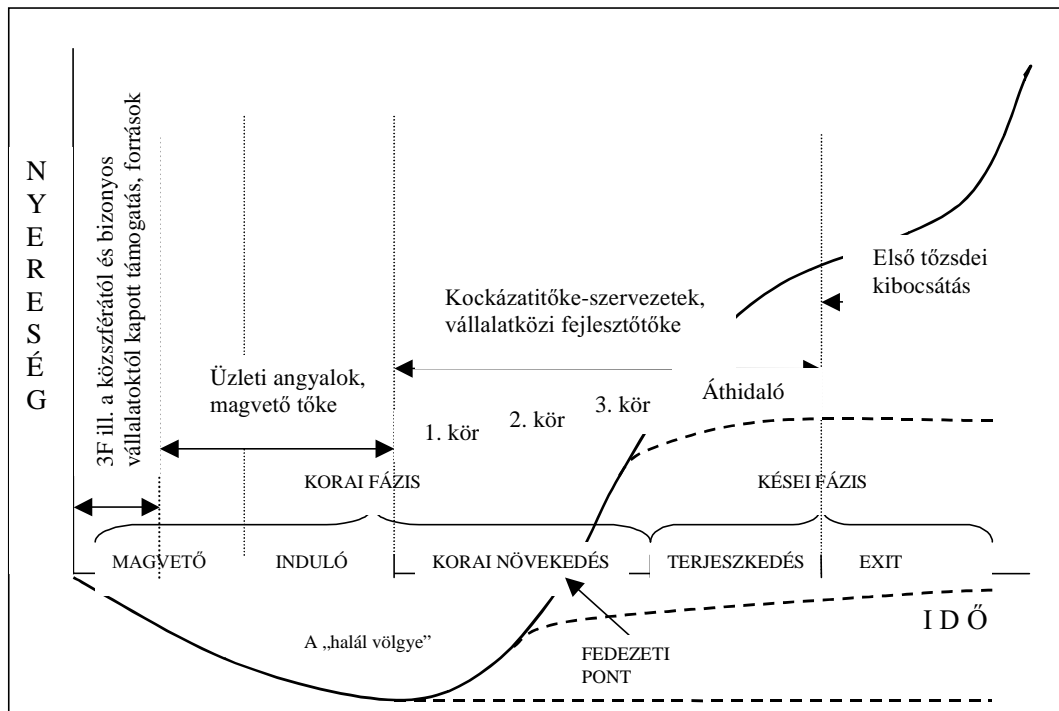 NYERESÉG
3F ill. a közszférától és bizonyos
vállalatoktól kapott támogatás, források
Üzleti angyalok,
magvető tőke
Kockázatitőke-szervezetek,
vállalatközi fejlesztőtőke
Első tőzsdei
kibocsátás
1. kör
2. kör
3. kör
Áthidaló
KORAI FÁZIS
KÉSEI FÁZIS
MAGVETŐ
INDULÓ
KORAI NÖVEKEDÉS
TERJESZKEDÉS
EXIT
IDŐ
A „halál völgye”
FEDEZETI
PONT